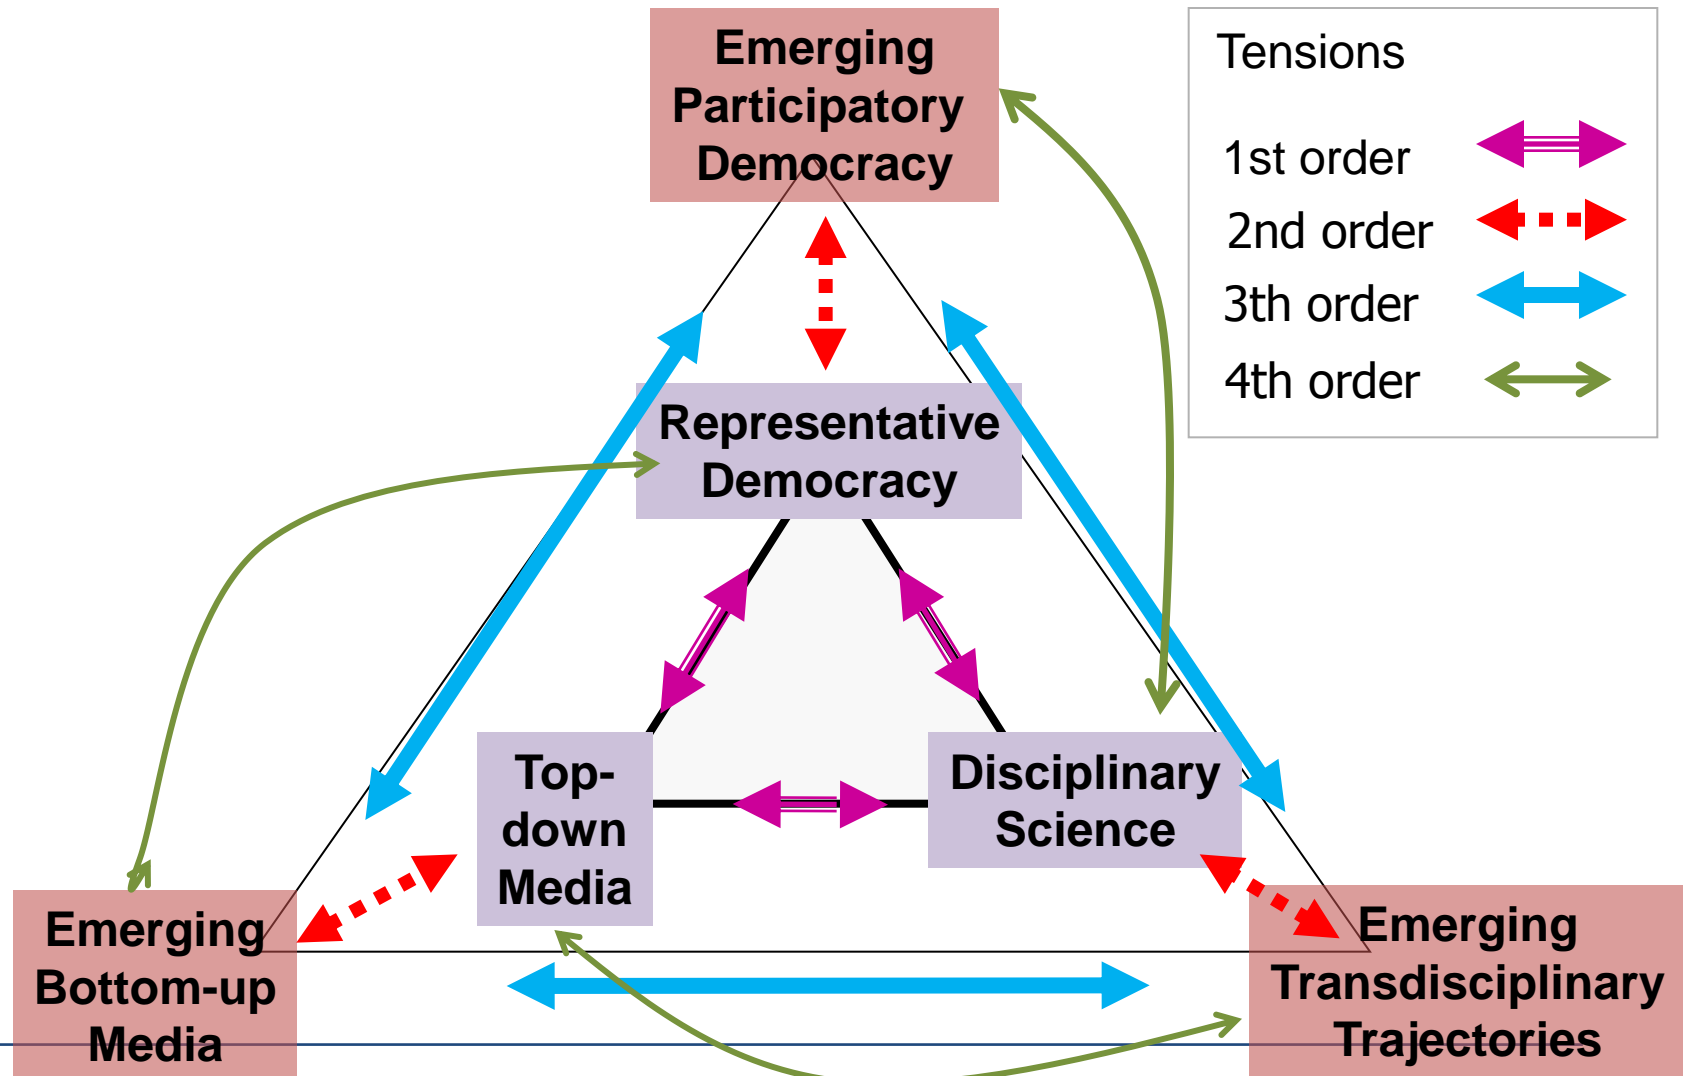 Emerging
Participatory
Democracy
Tensions
1st order
2nd order
3th order
4th order
Representative
Democracy
Top-
down
Media
Disciplinary
Science
Emerging
Bottom-up
Media
Emerging
Transdisciplinary
Trajectories